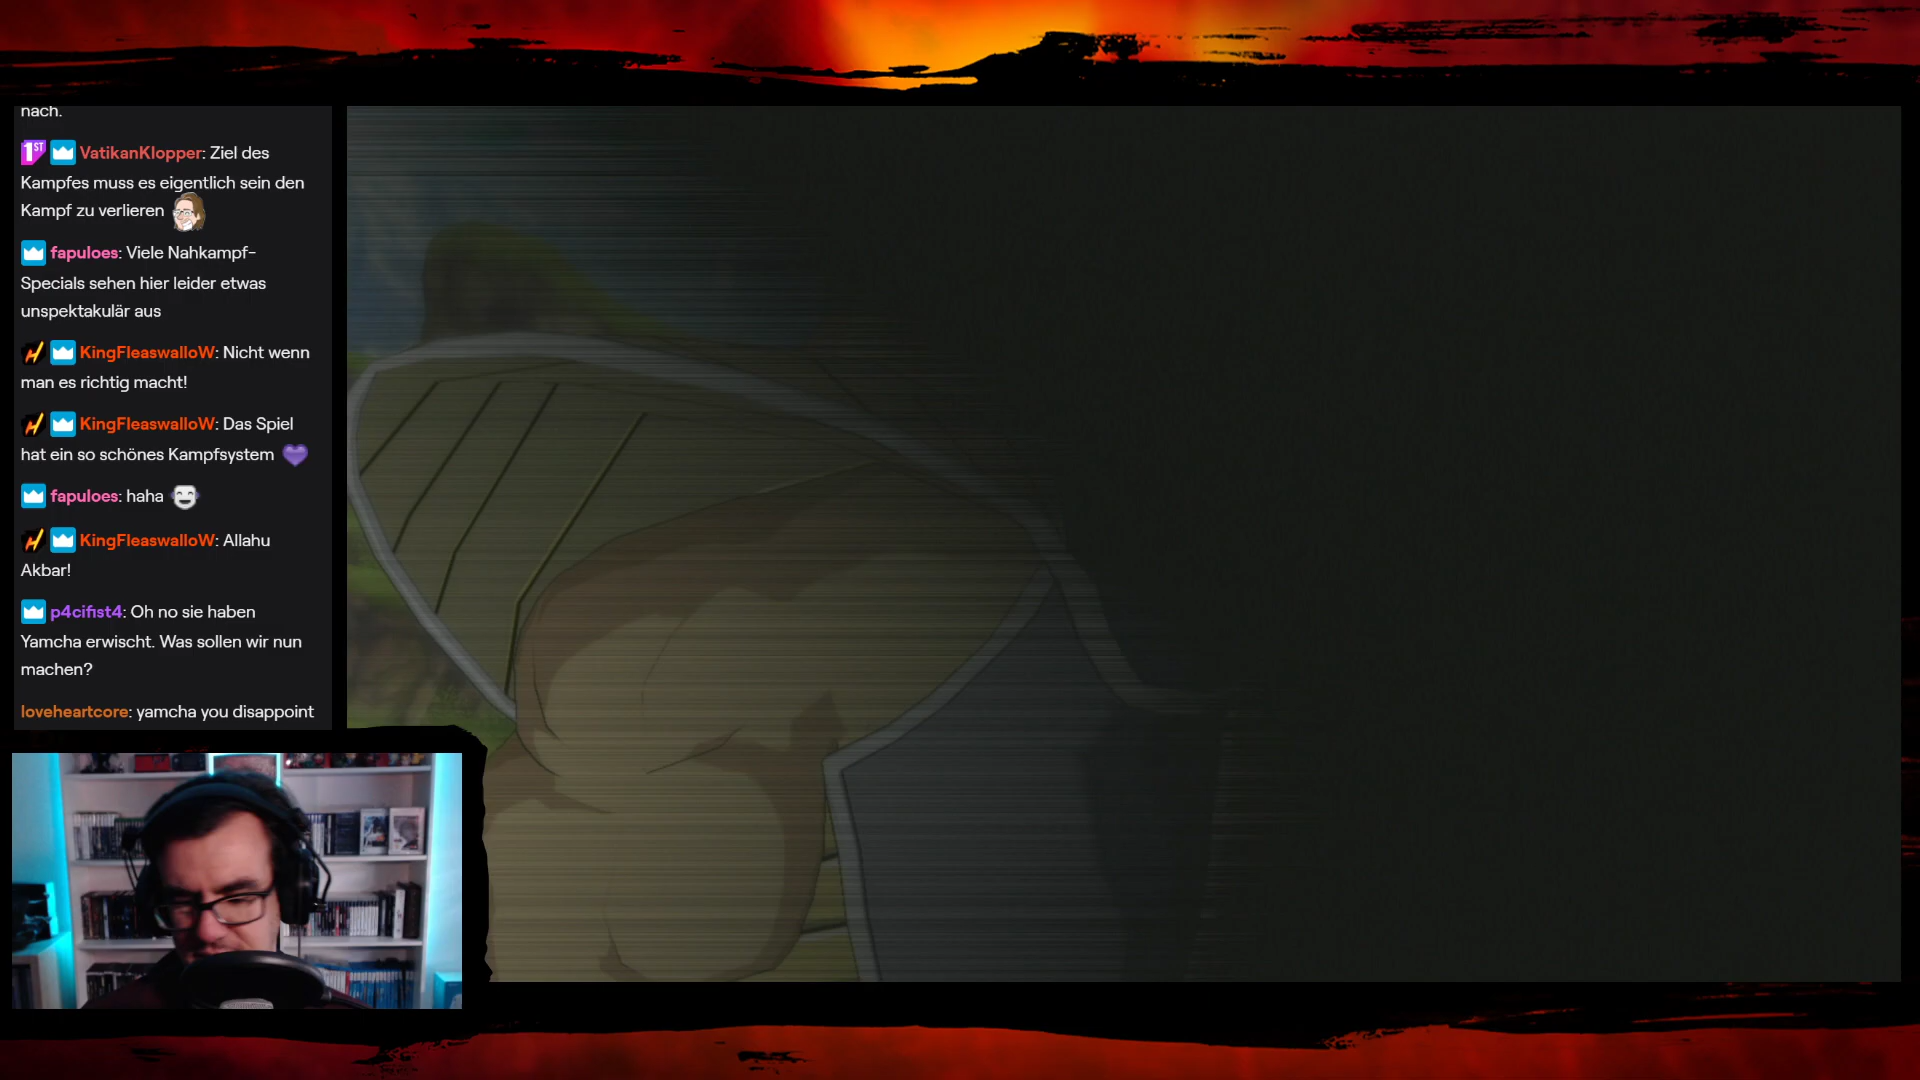 nach.
1ST VatikanKlopper: Ziel des
Kampfes muss es eigentlich sein den
Kampf zu verlieren
fapuloes: Viele Nahkampf-
Specials sehen hier leider etwas
unspektakulär aus
KingFleaswalloW: Nicht wenn
man es richtig macht!
KingFleaswalloW: Das Spiel
hat ein so schönes Kampfsystem
fapuloes: haha
KingFleaswalloW: Allahu
Akbar!
p4cifist4: Oh no sie haben
Yamcha erwischt. Was sollen wir nun
machen?
loveheartcore: yamcha you disappoint